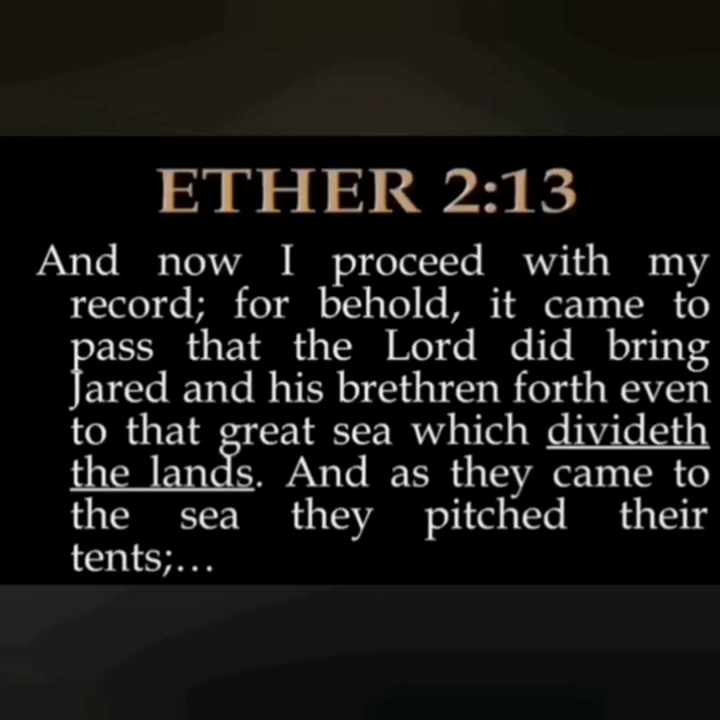 ETHER 2:13
And now I proceed with my
record; for behold, it came to
pass that the Lord did bring
Jared and his brethren forth even
to that great sea which divideth
the lands. And as they came to
the sea they pitched their
tents;...